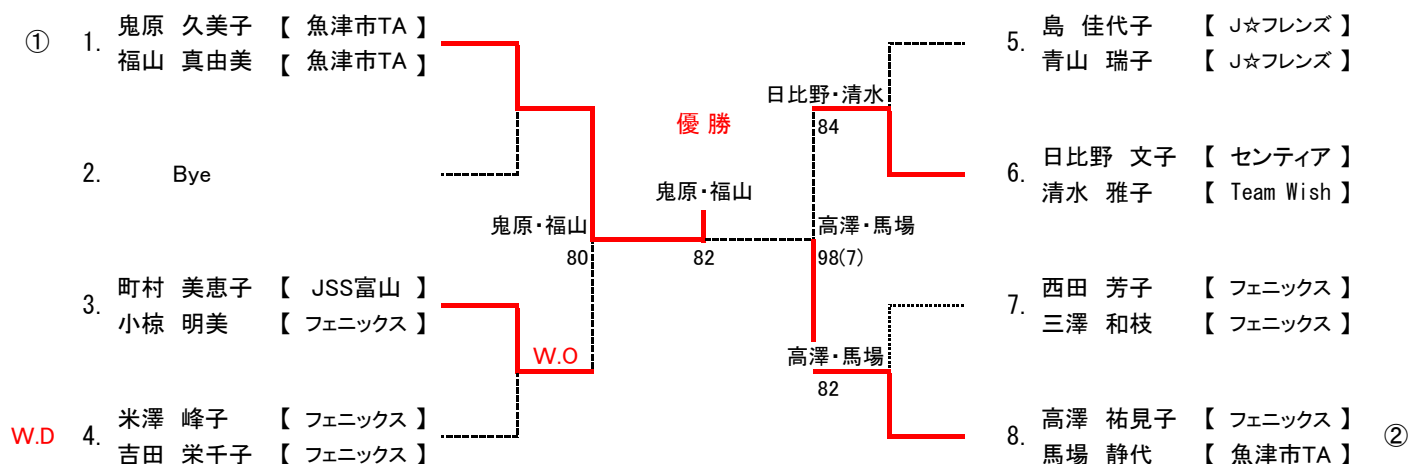 ① 1. 鬼原 久美子 【 魚津市TA 】
福山 真由美 【 魚津市TA 】
2. Bye
3. 町村 美恵子 【 JSS富山 】
小椋 明美 【 フェニックス 】
W.D 4. 米澤 峰子 【 フェニックス 】
吉田 栄千子 【 フェニックス 】
W.O
鬼原・福山
80
優 勝
鬼原・福山
82
日比野・清水
84
高澤・馬場
98(7)
高澤・馬場
82
5. 島 佳代子 【 J☆フレンズ 】
青山 瑞子 【 J☆フレンズ 】
6. 日比野 文子 【 センティア 】
清水 雅子 【 Team Wish 】
7. 西田 芳子 【 フェニックス 】
三澤 和枝 【 フェニックス 】
8. 高澤 祐見子 【 フェニックス 】 ②
馬場 静代 【 魚津市TA 】